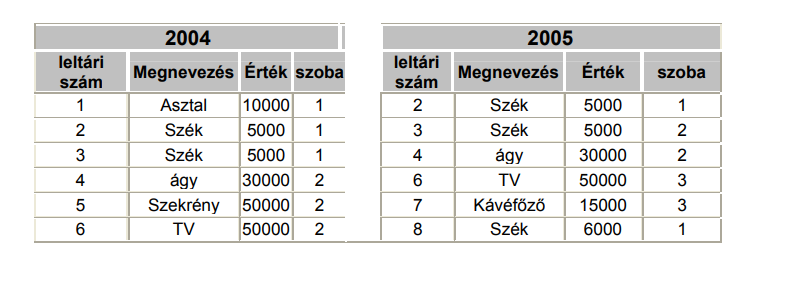 2004 2005
leltári szám Megnevezés Érték szoba leltári szám Megnevezés Érték szoba
1 Asztal 10000 1 2 Szék 5000 1
2 Szék 5000 1 3 Szék 5000 2
3 Szék 5000 1 4 ágy 30000 2
4 ágy 30000 2 6 TV 50000 3
5 Szekrény 50000 2 7 Kávéfőző 15000 3
6 TV 50000 2 8 Szék 6000 1